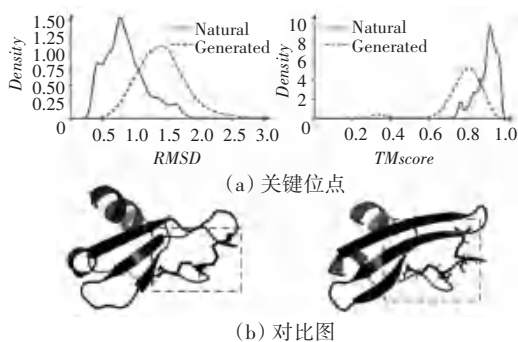 Density
1.50
1.25
1.00
0.75
0.50
0.25
0
0.5 1.0 1.5 2.0 2.5 3.0
RMSD
Natural
Generated
Density
10
8
6
4
2
0
0.2 0.4 0.6 0.8 1.0
TMscore
Natural
Generated
(a) 关键位点
(b) 对比图